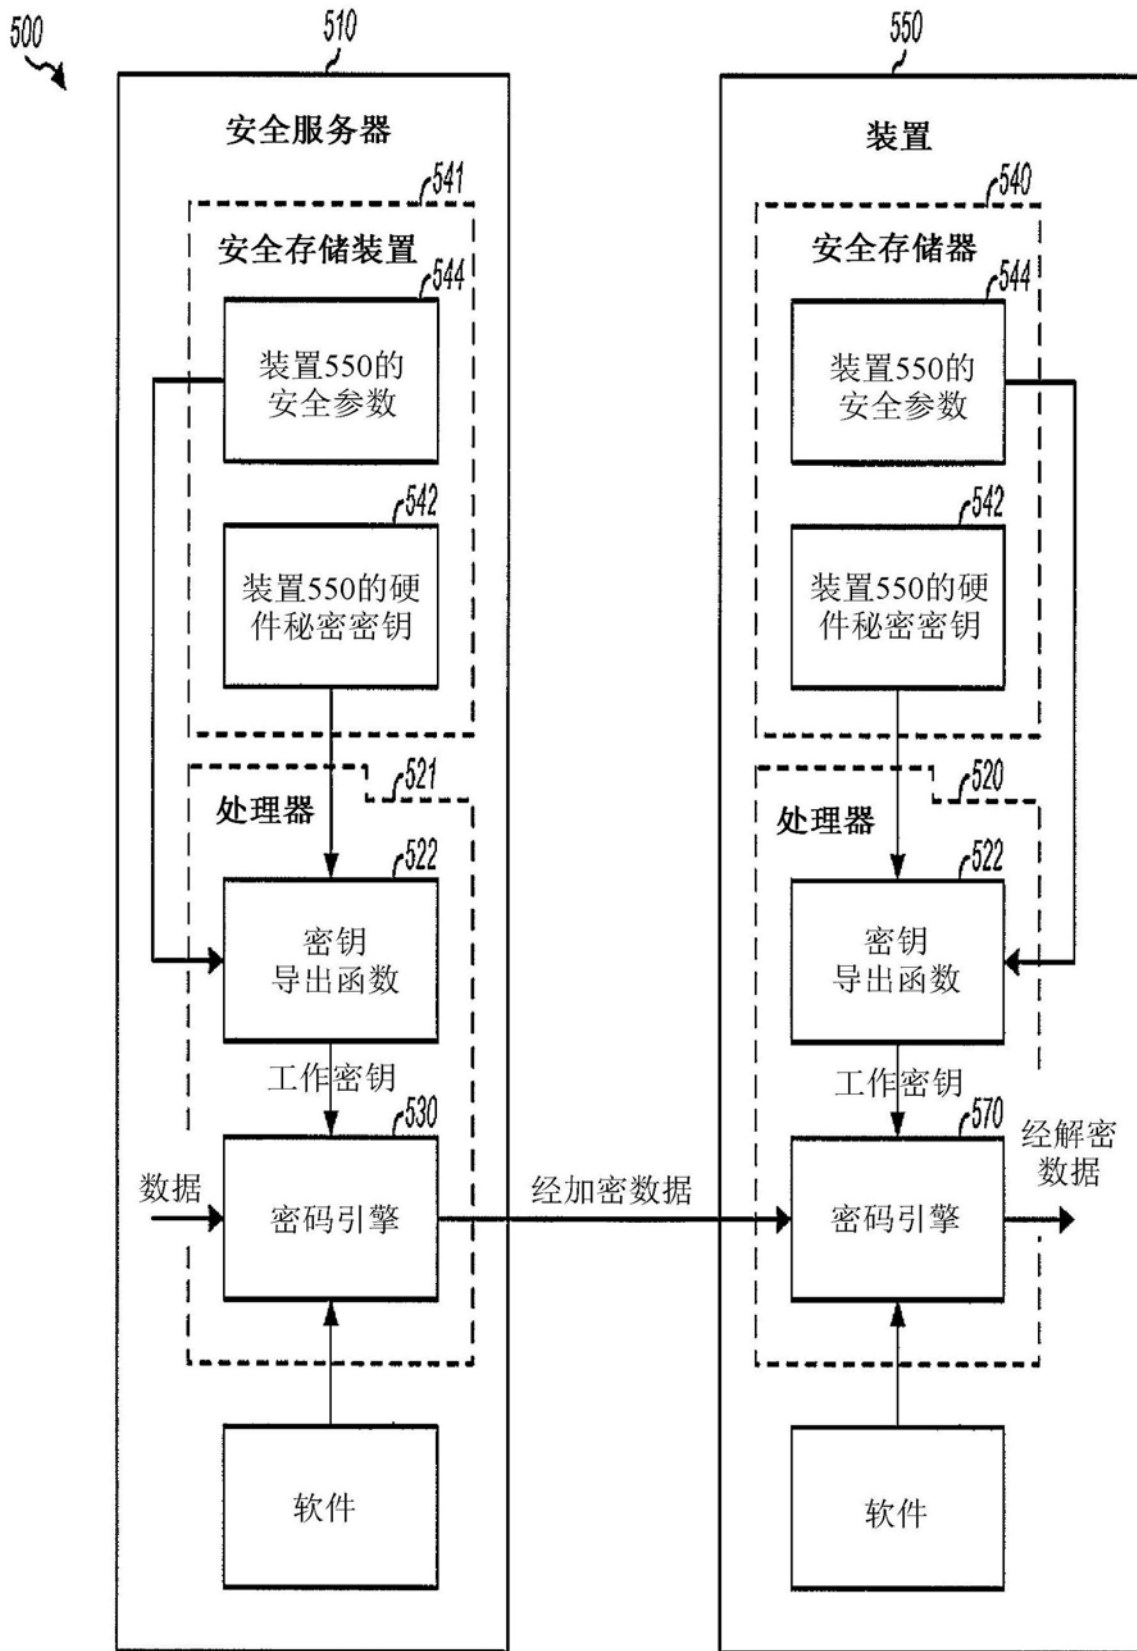 500
510
安全服务器
541
安全存储装置
544
装置550的
安全参数
542
装置550的硬
件秘密密钥
521
处理器
522
密钥
导出函数
工作密钥
530
数据
密码引擎
软件
经加密数据
550
装置
540
安全存储器
544
装置550的
安全参数
542
装置550的硬
件秘密密钥
520
处理器
522
密钥
导出函数
工作密钥
570
经解密
数据
密码引擎
软件